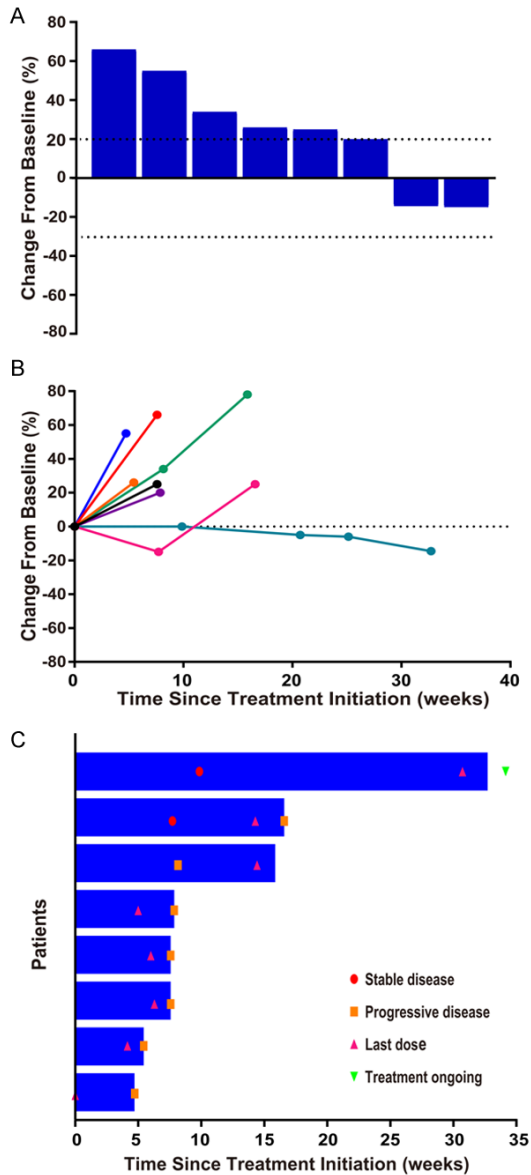 A
Change From Baseline (%)
80
60
40
20
0
-20
-40
-60
-80
B
Change From Baseline (%)
80
60
40
20
0
-20
-40
-60
-80
0
10
20
30
40
Time Since Treatment Initiation (weeks)
C
Patients
Stable disease
Progressive disease
Last dose
Treatment ongoing
0
5
10
15
20
25
30
35
Time Since Treatment Initiation (weeks)